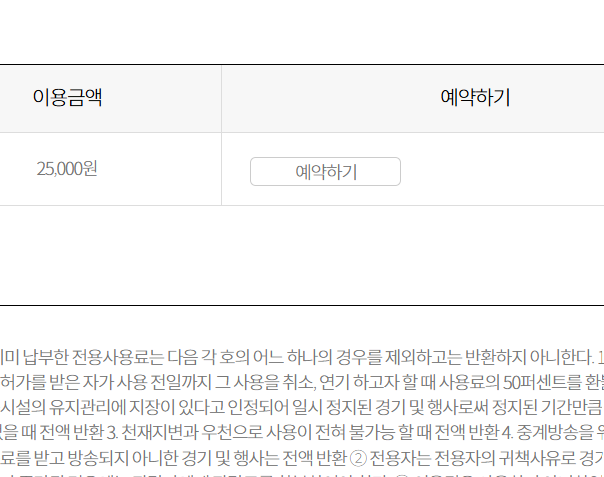 이용금액 예약하기
25,000원 예약하기
미 납부한 전용사용료는 다음 각 호의 어느 하나의 경우를 제외하고는 반환하지 아니한다. 1
허가를 받은 자가 사용 전일까지 그 사용을 취소, 연기 하고자 할 때 사용료의 50퍼센트를 환
시설의 유지관리에 지장이 있다고 인정되어 일시 정지된 경기 및 행사로써 정지된 기간만큼
을 때 전액 반환 3. 천재지변과 우천으로 사용이 전혀 불가능 할 때 전액 반환 4. 중계방송을
료를 받고 방송되지 아니한 경기 및 행사는 전액 반환 ② 전용자는 전용자의 귀책사유로 경